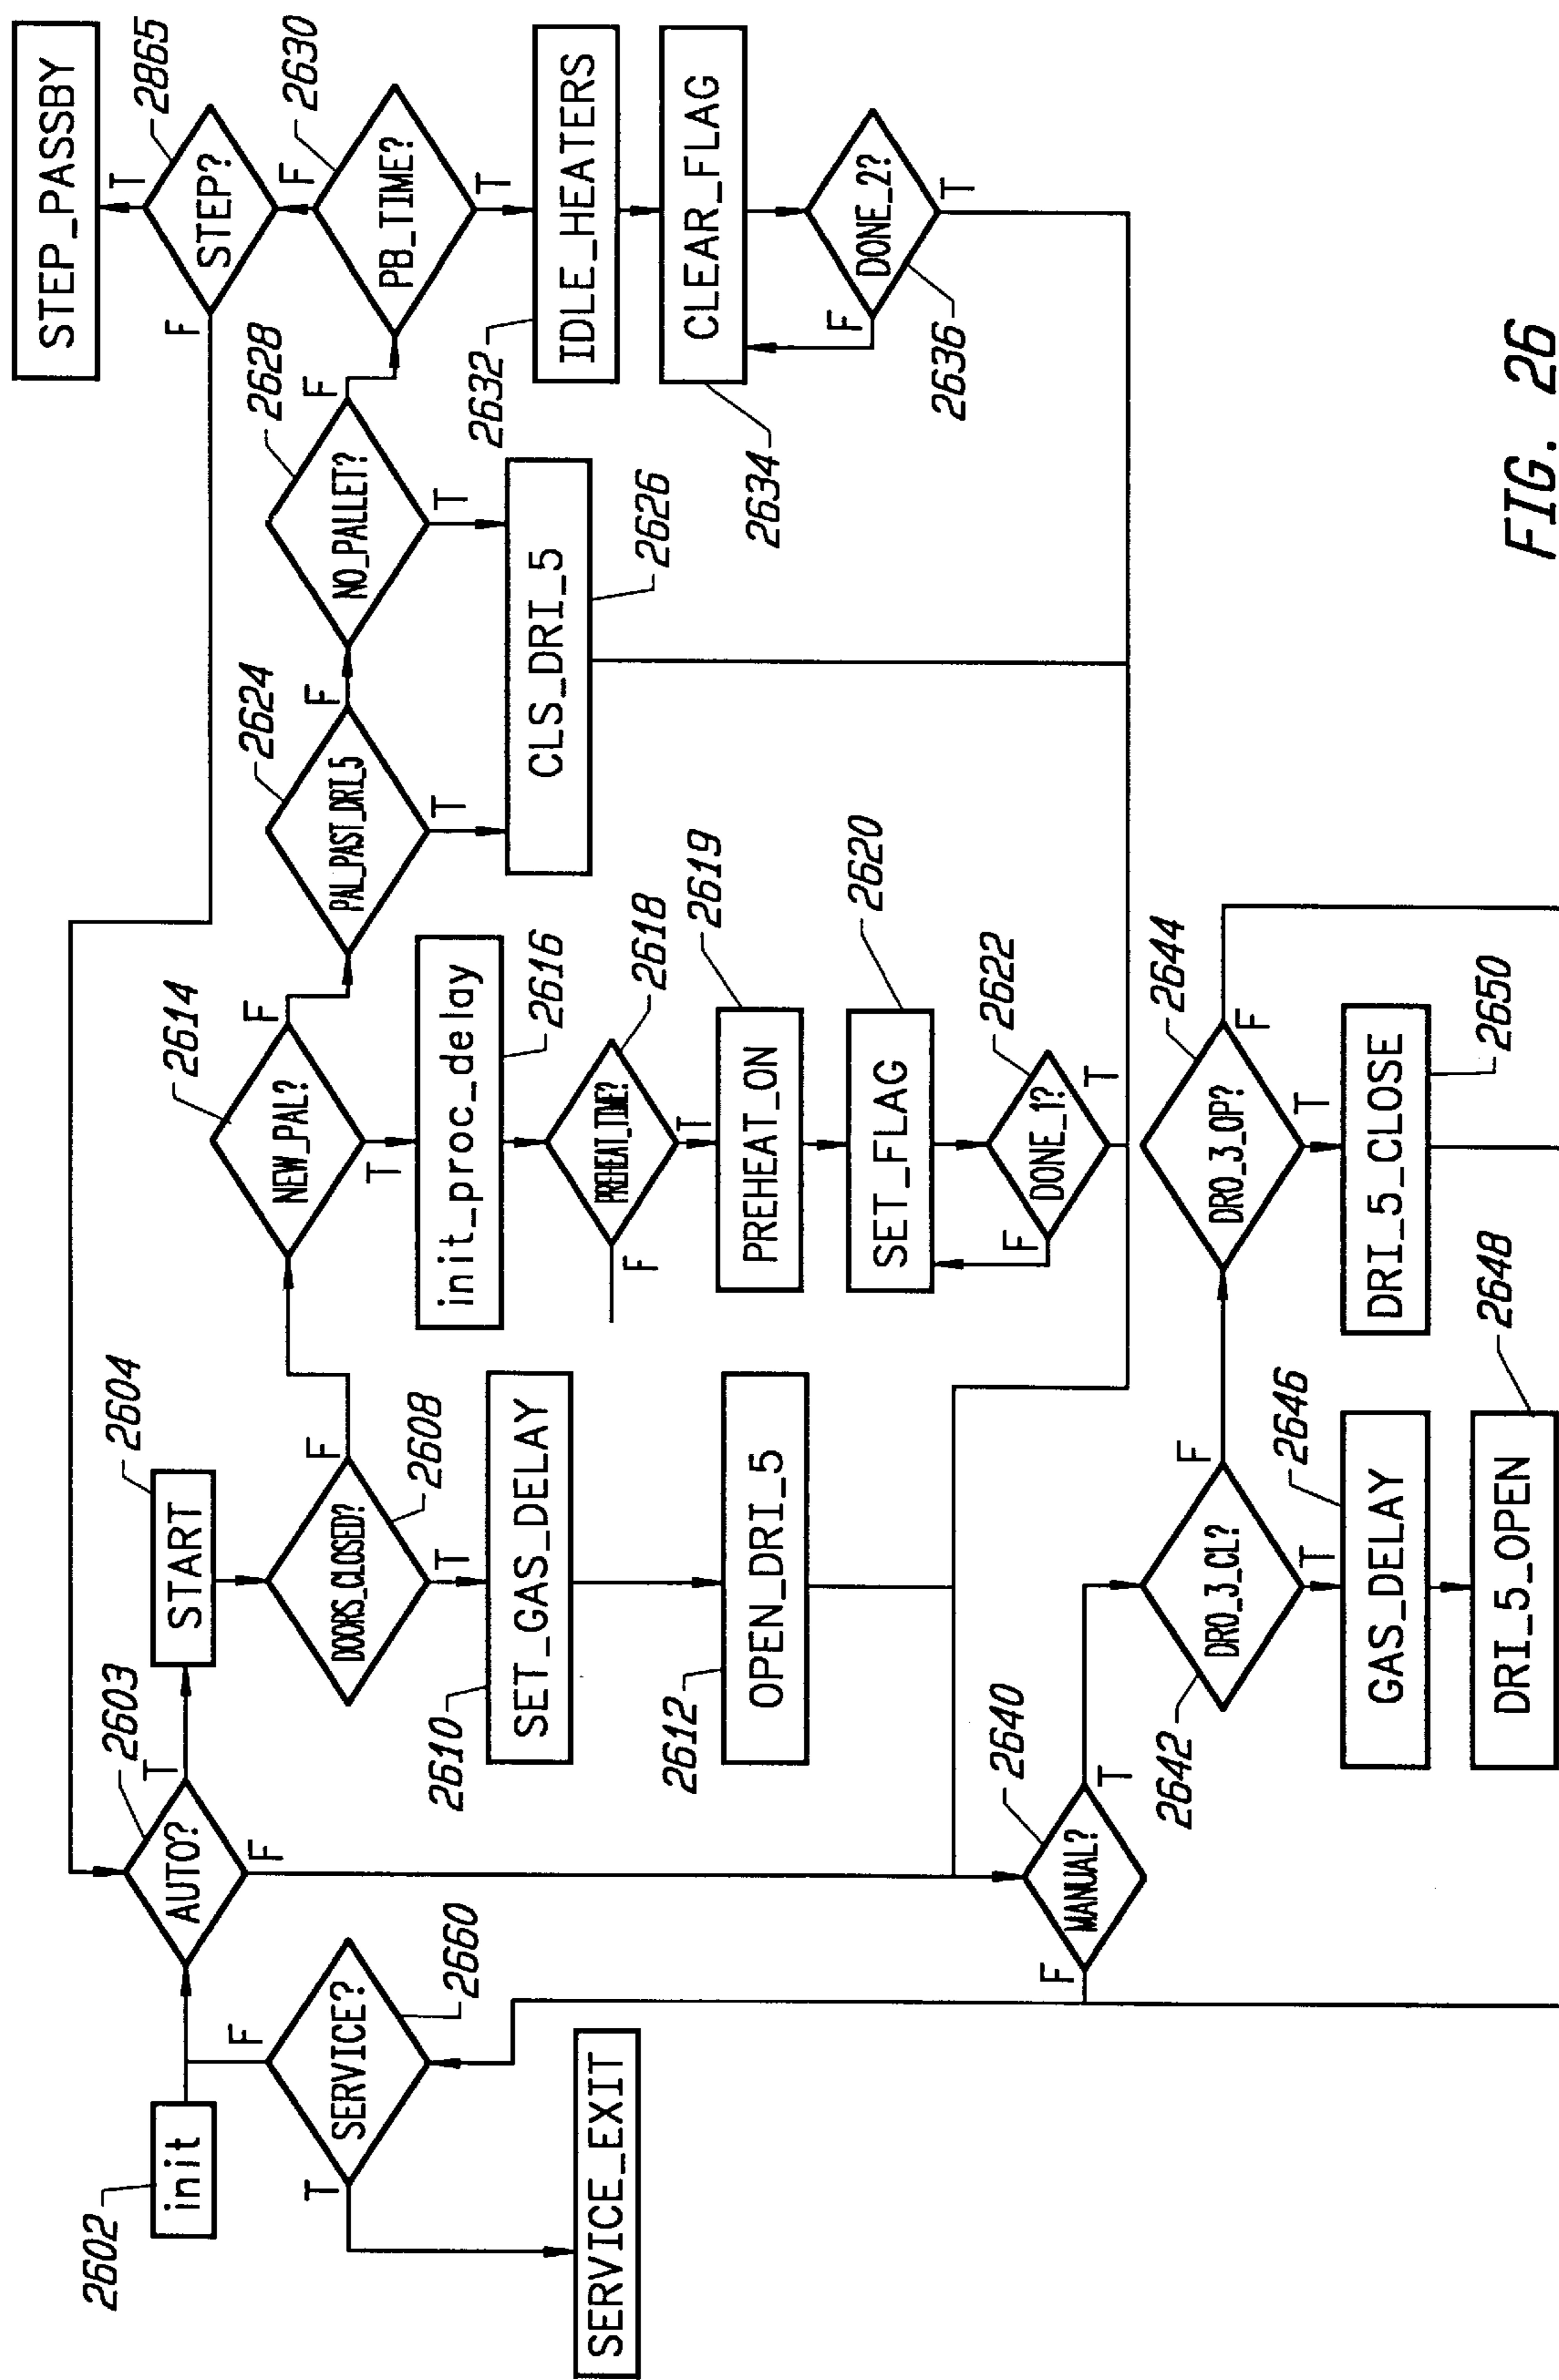 2602
init
SERVICE?
2660
F
T
SERVICE_EXIT
AUTO?
2603
T
F
START
2604
DOORS_CLOSED?
2608
F
T
SET_GAS_DELAY
2610
OPEN_DRI_5
2612
NEW_PAL?
2614
F
T
init_proc_delay
2616
PREHEAT_TIME?
2618
F
T
PREHEAT_ON
2619
SET_FLAG
2620
DONE_1?
2622
F
T
PAL_PAST_DRI_5
2624
F
T
CLS_DRI_5
2626
NO_PALLET?
2628
F
T
PB_TIME?
2630
F
T
STEP?
2865
F
T
STEP_PASSBY
IDLE_HEATERS
2632
CLEAR_FLAG
2634
DONE_2?
2636
F
T
MANUAL?
2640
F
T
DRO_3_CL?
2642
F
T
GAS_DELAY
2646
DRI_5_OPEN
2648
DRO_3_OP?
2644
F
T
DRI_5_CLOSE
2650
FIG. 26